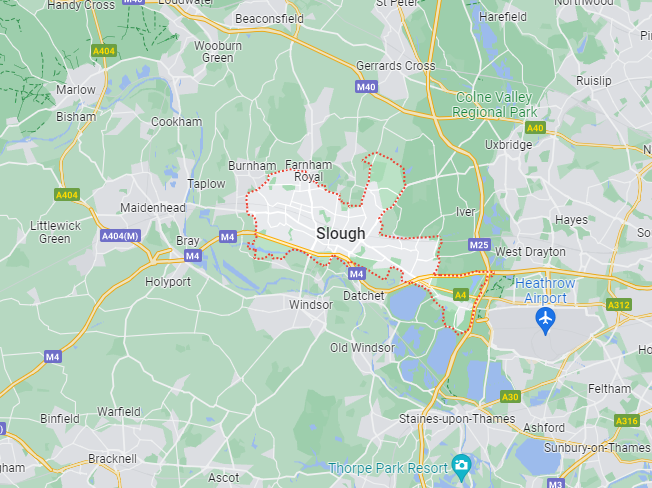 Handy Cross
M40
Woodburn
St Peter
Northwood
Beaconsfield
Harefield
A404
Wooburn
Green
Gerrards Cross
Ruislip
M40
Marlow
Colne Valley
Regional Park
Bisham
Cookham
A40
Uxbridge
Burnham
Farnham
Royal
Taplow
A404
Maidenhead
Iver
Hayes
Littlewick
Green
A404(M)
Bray
M4
Slough
M25
M4
West Drayton
Holyport
M4
Heathrow
Airport
Datchet
A4
Windsor
A312
Old Windsor
M4
Feltham
A30
Warfield
Binfield
Staines-upon-Thames
A316
Ashford
Bracknell
Sunbury-on-Thames
Thorpe Park Resort
Ascot
M3